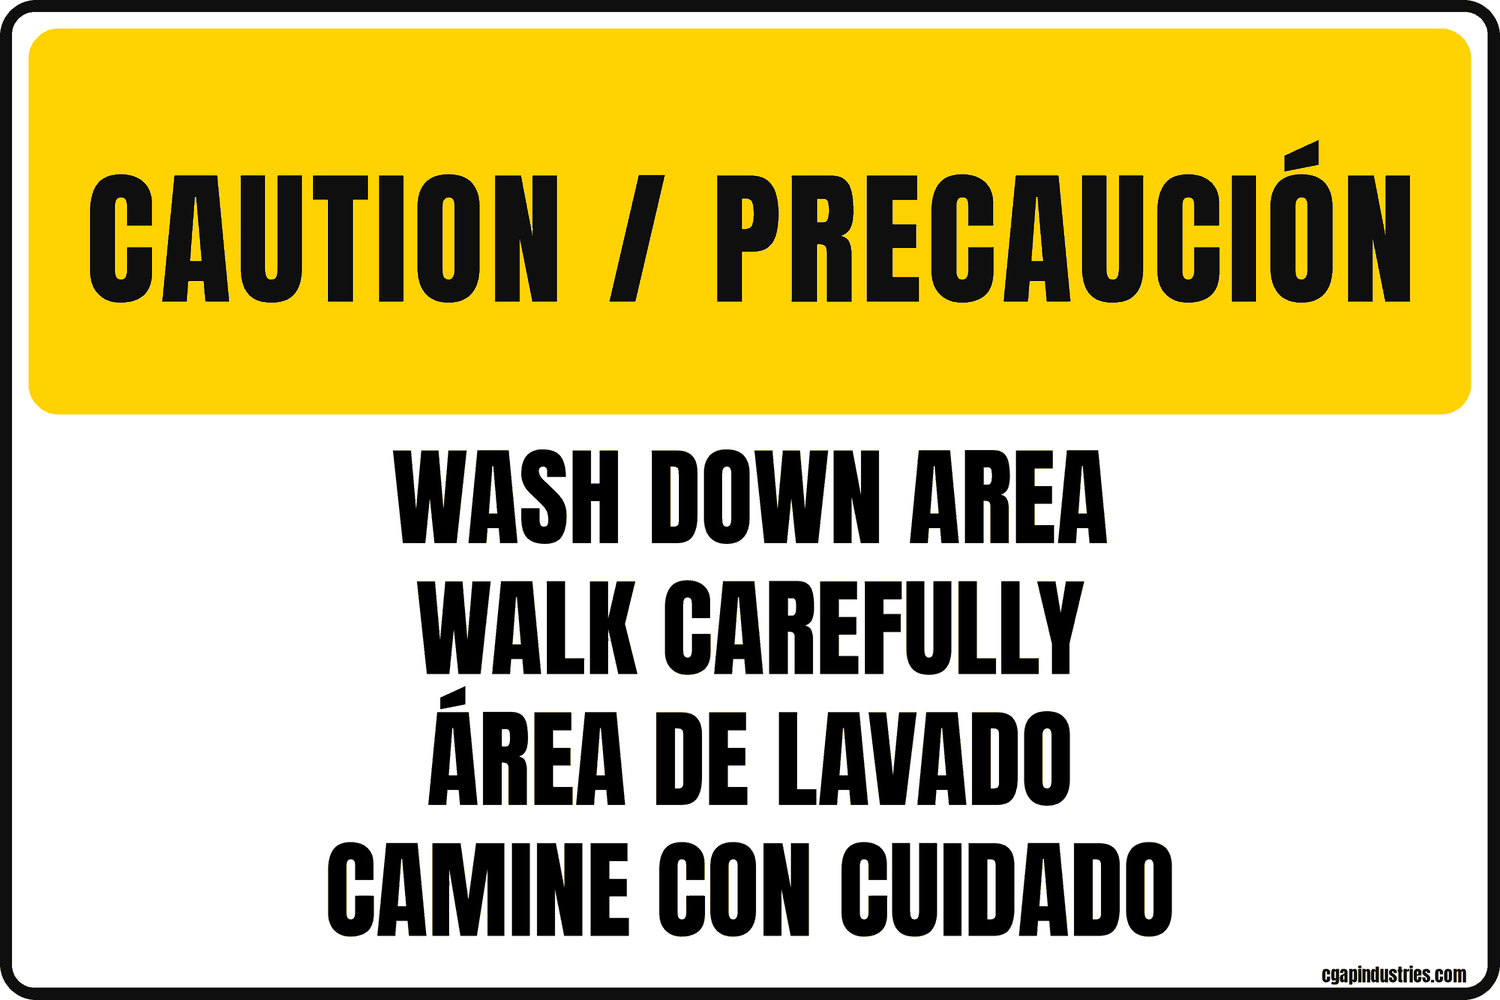 CAUTION / PRECAUCIÓN
WASH DOWN AREA
WALK CAREFULLY
ÁREA DE LAVADO
CAMINE CON CUIDADO
cgapindustries.com